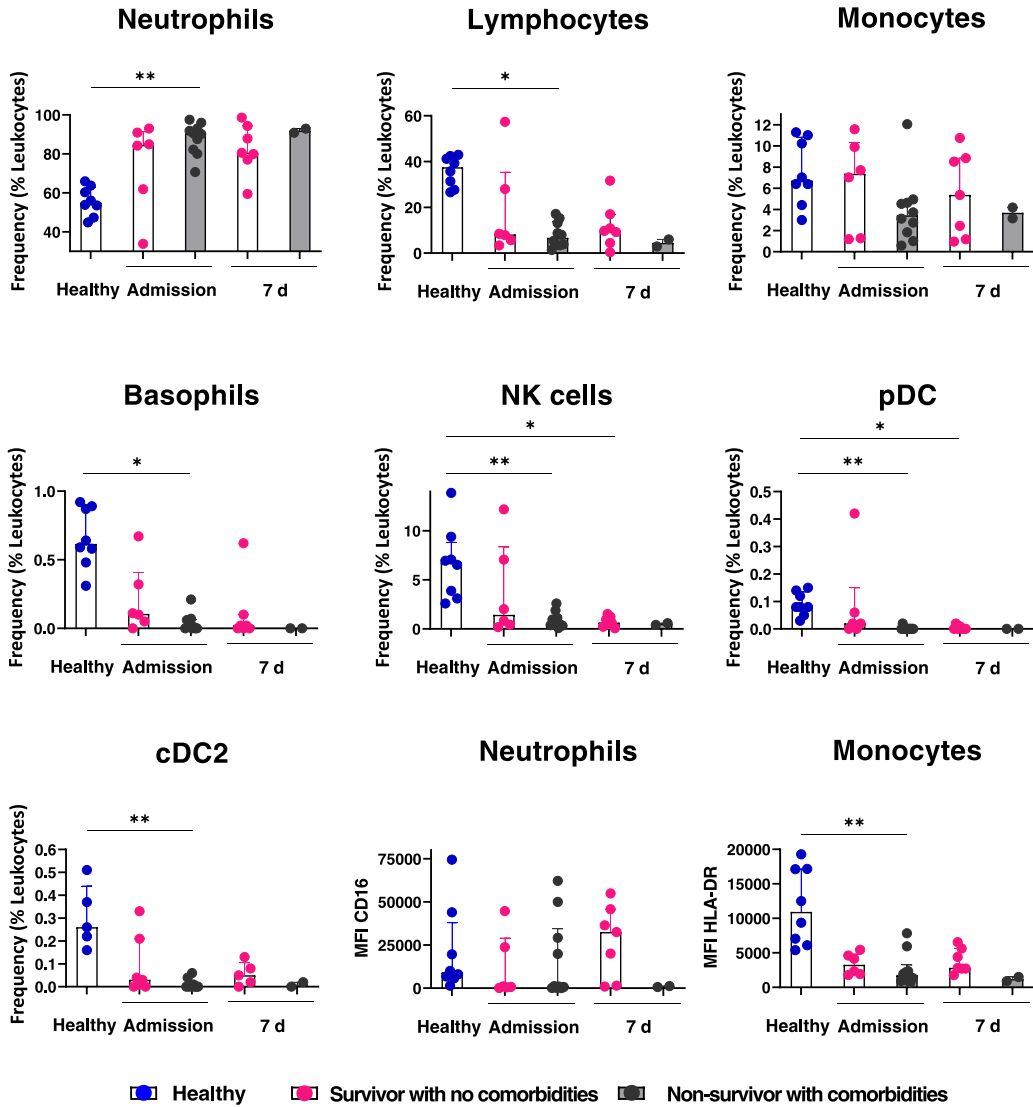 Neutrophils
Lymphocytes
Monocytes
**
*
Frequency (% Leukocytes)
100
80
60
40
Healthy Admission 7 d
Frequency (% Leukocytes)
60
40
20
0
Healthy Admission 7 d
Frequency (% Leukocytes)
12
10
8
6
4
2
0
Healthy Admission 7 d
Basophils
NK cells
pDC
*
*
**
*
**
Frequency (% Leukocytes)
1.0
0.5
0.0
Healthy Admission 7 d
Frequency (% Leukocytes)
10
5
0
Healthy Admission 7 d
Frequency (% Leukocytes)
0.5
0.4
0.3
0.2
0.1
0.0
Healthy Admission 7 d
cDC2
Neutrophils
Monocytes
**
**
Frequency (% Leukocytes)
0.6
0.5
0.4
0.3
0.2
0.1
0.0
Healthy Admission 7 d
MFI CD16
75000
50000
25000
0
Healthy Admission 7 d
MFI HLA-DR
20000
15000
10000
5000
0
Healthy Admission 7 d
Healthy Survivor with no comorbidities Non-survivor with comorbidities